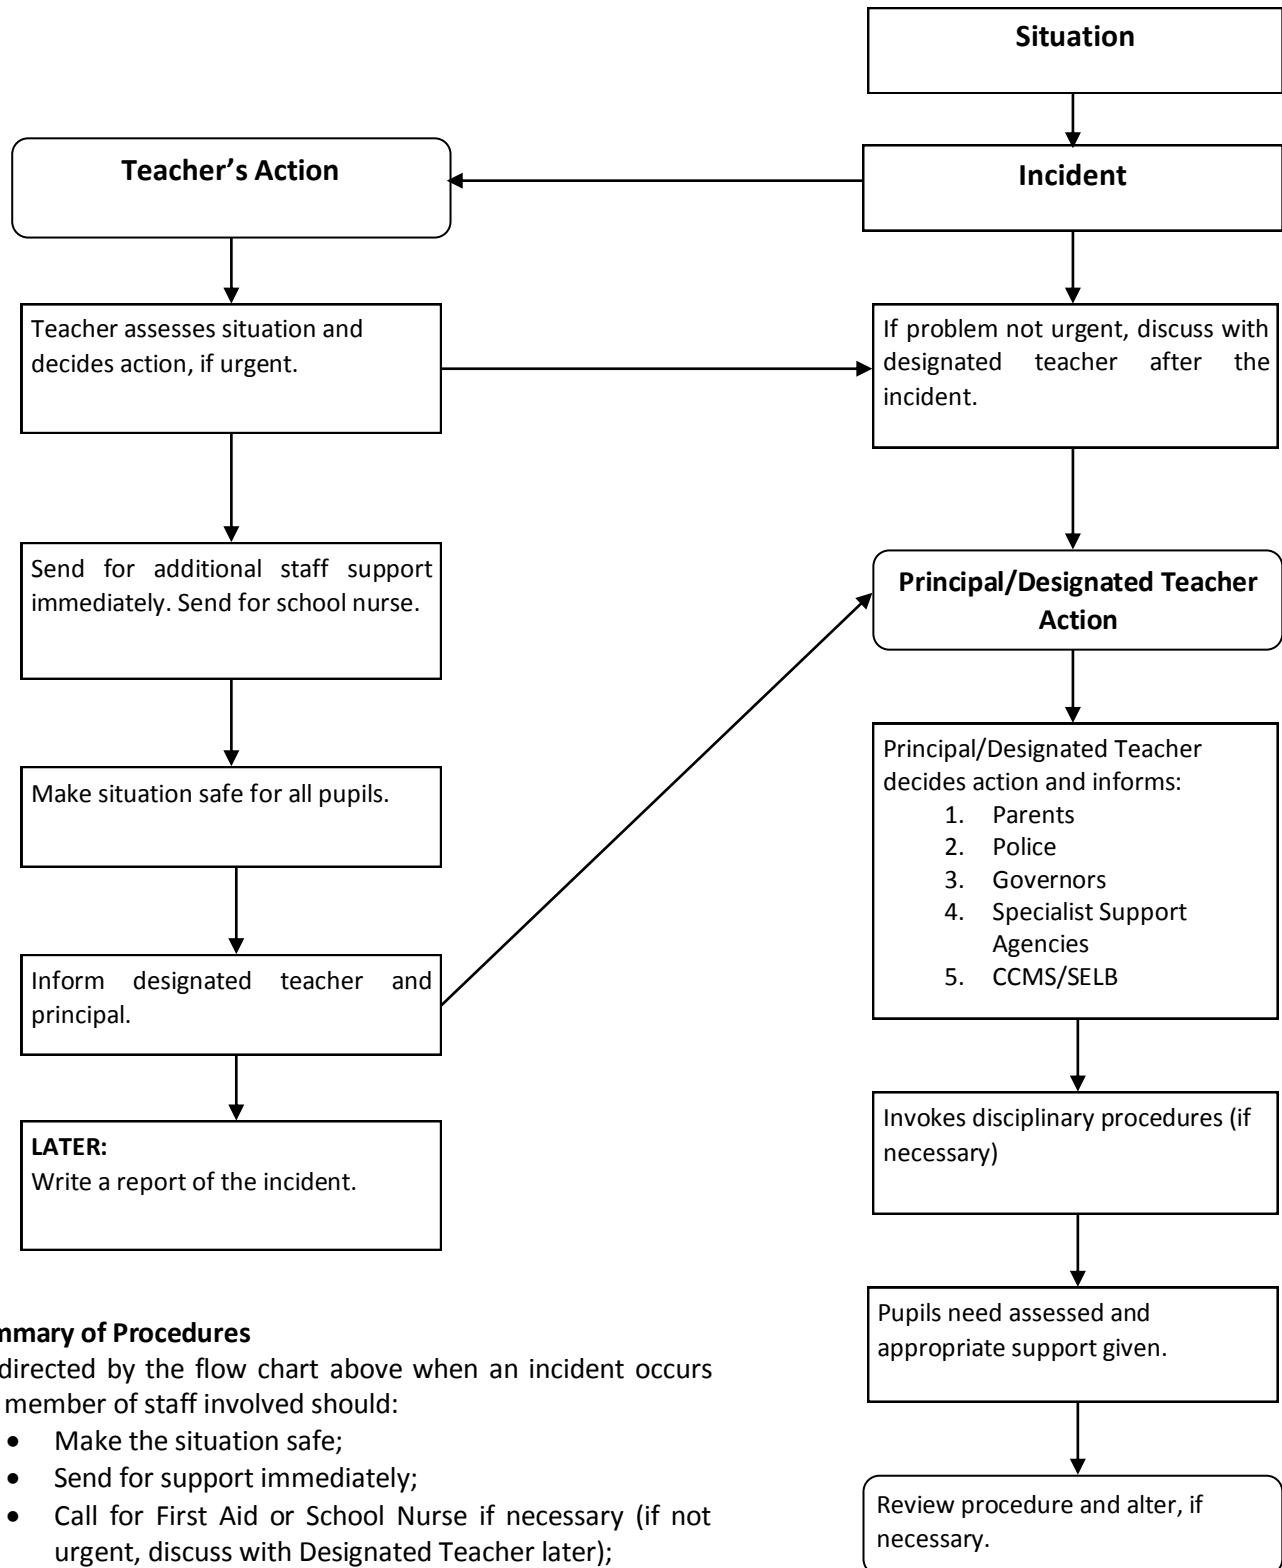 Situation
Teacher's Action
Incident
Teacher assesses situation and
decides action, if urgent.
If problem not urgent, discuss with
designated teacher after the
incident.
Send for additional staff support
immediately. Send for school nurse.
Principal/Designated Teacher
Action
Make situation safe for all pupils.
Principal/Designated Teacher
decides action and informs:
1. Parents
2. Police
3. Governors
4. Specialist Support
Agencies
5. CCMS/SELB
Inform designated teacher and
principal.
Invokes disciplinary procedures (if
necessary)
LATER:
Write a report of the incident.
Pupils need assessed and
appropriate support given.
Review procedure and alter, if
necessary.
mmary of Procedures
directed by the flow chart above when an incident occurs
member of staff involved should:
• Make the situation safe;
• Send for support immediately;
• Call for First Aid or School Nurse if necessary (if not
urgent, discuss with Designated Teacher later);